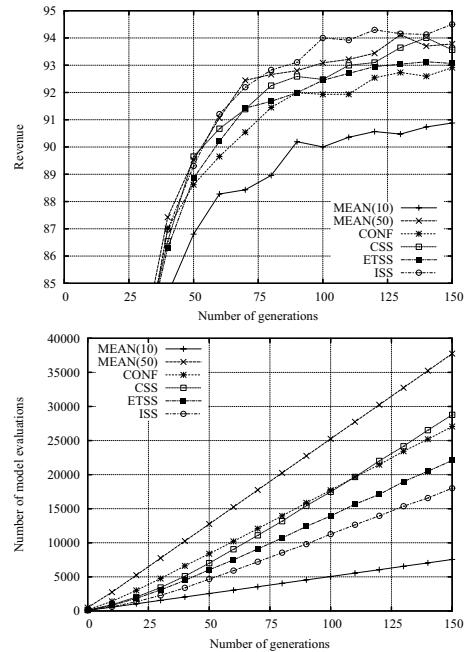 95
94
93
92
91
90
89
88
87
86
85
Revenue
MEAN(10)
MEAN(50)
CONF
CSS
ETSS
ISS
0 25 50 75 100 125 150
Number of generations
40000
35000
30000
25000
20000
15000
10000
5000
0
Number of model evaluations
MEAN(10)
MEAN(50)
CONF
CSS
ETSS
ISS
0 25 50 75 100 125 150
Number of generations